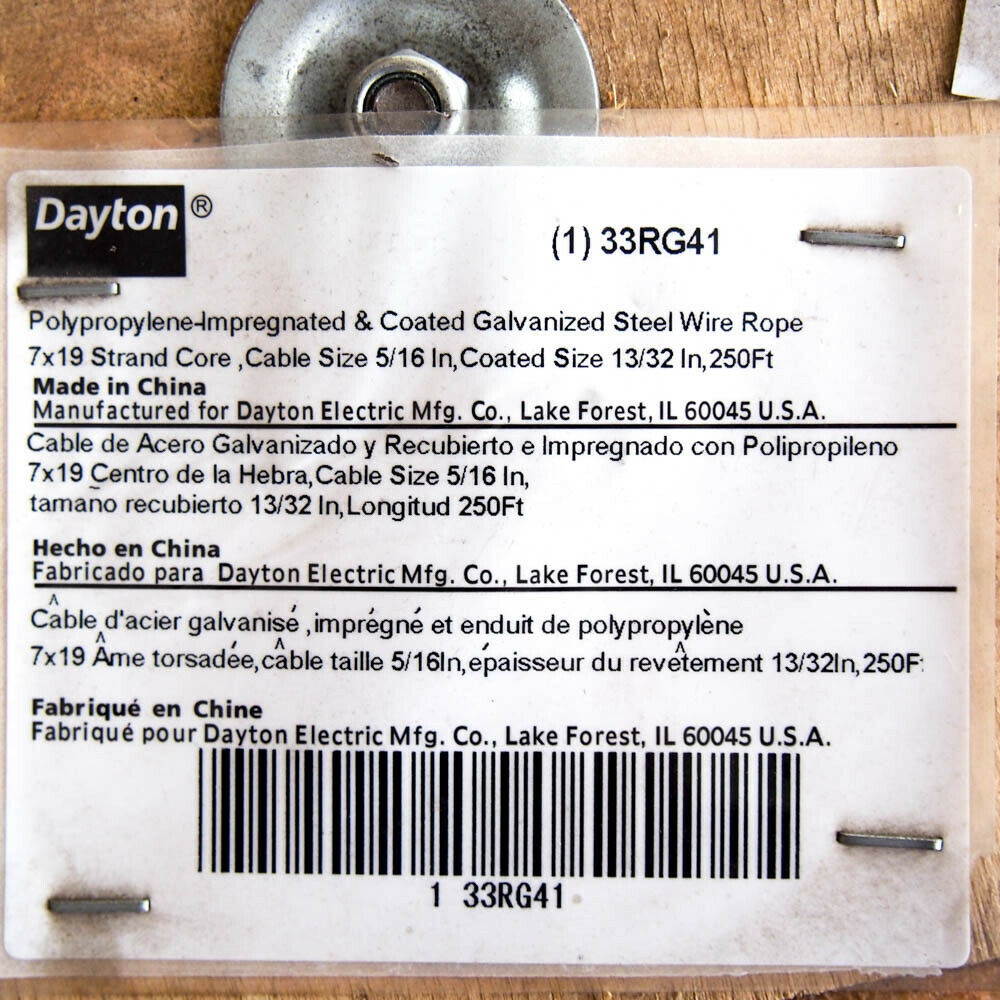 Dayton®
(1) 33RG41
Polypropylene-Impregnated & Coated Galvanized Steel Wire Rope
7x19 Strand Core ,Cable Size 5/16 In,Coated Size 13/32 In,250Ft
Made in China
Manufactured for Dayton Electric Mfg. Co., Lake Forest, IL 60045 U.S.A.
Cable de Acero Galvanizado y Recubierto e Impregnado con Polipropileno
7x19 Centro de la Hebra,Cable Size 5/16 In,
tamaño recubierto 13/32 In,Longitud 250Ft
Hecho en China
Fabricado para Dayton Electric Mfg. Co., Lake Forest, IL 60045 U.S.A.
Câble d'acier galvanisé ,imprégné et enduit de polypropylène
7x19 Âme torsadée,câble taille 5/16In,épaisseur du revêtement 13/32In,250F
Fabriqué en Chine
Fabriqué pour Dayton Electric Mfg. Co., Lake Forest, IL 60045 U.S.A.
1 33RG41